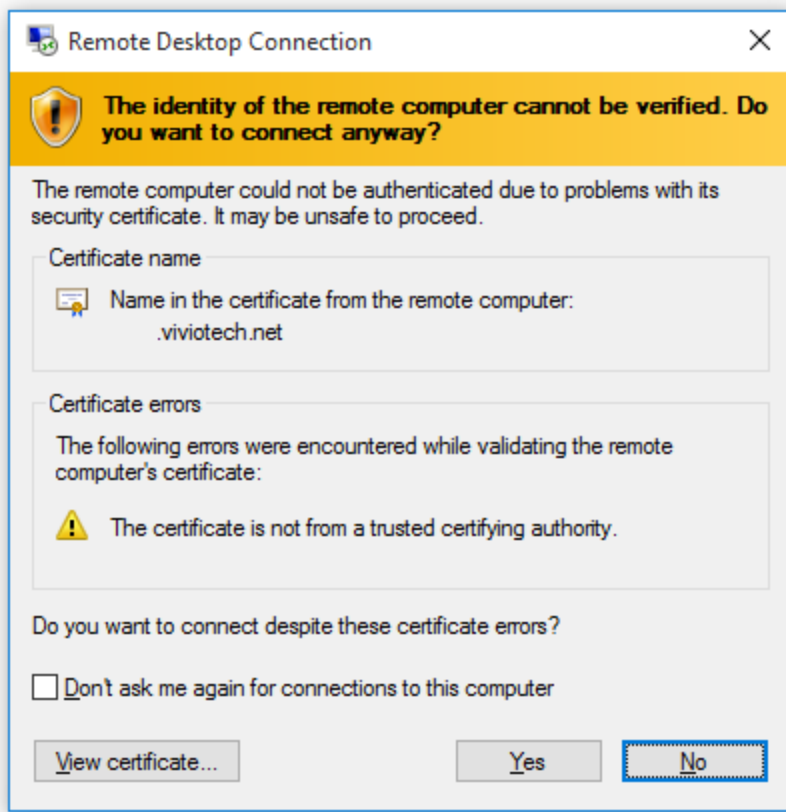 Remote Desktop Connection
The identity of the remote computer cannot be verified. Do
you want to connect anyway?
The remote computer could not be authenticated due to problems with its
security certificate. It may be unsafe to proceed.
Certificate name
Name in the certificate from the remote computer:
.viviotech.net
Certificate errors
The following errors were encountered while validating the remote
computer's certificate:
The certificate is not from a trusted certifying authority.
Do you want to connect despite these certificate errors?
Don't ask me again for connections to this computer
View certificate...
Yes
No